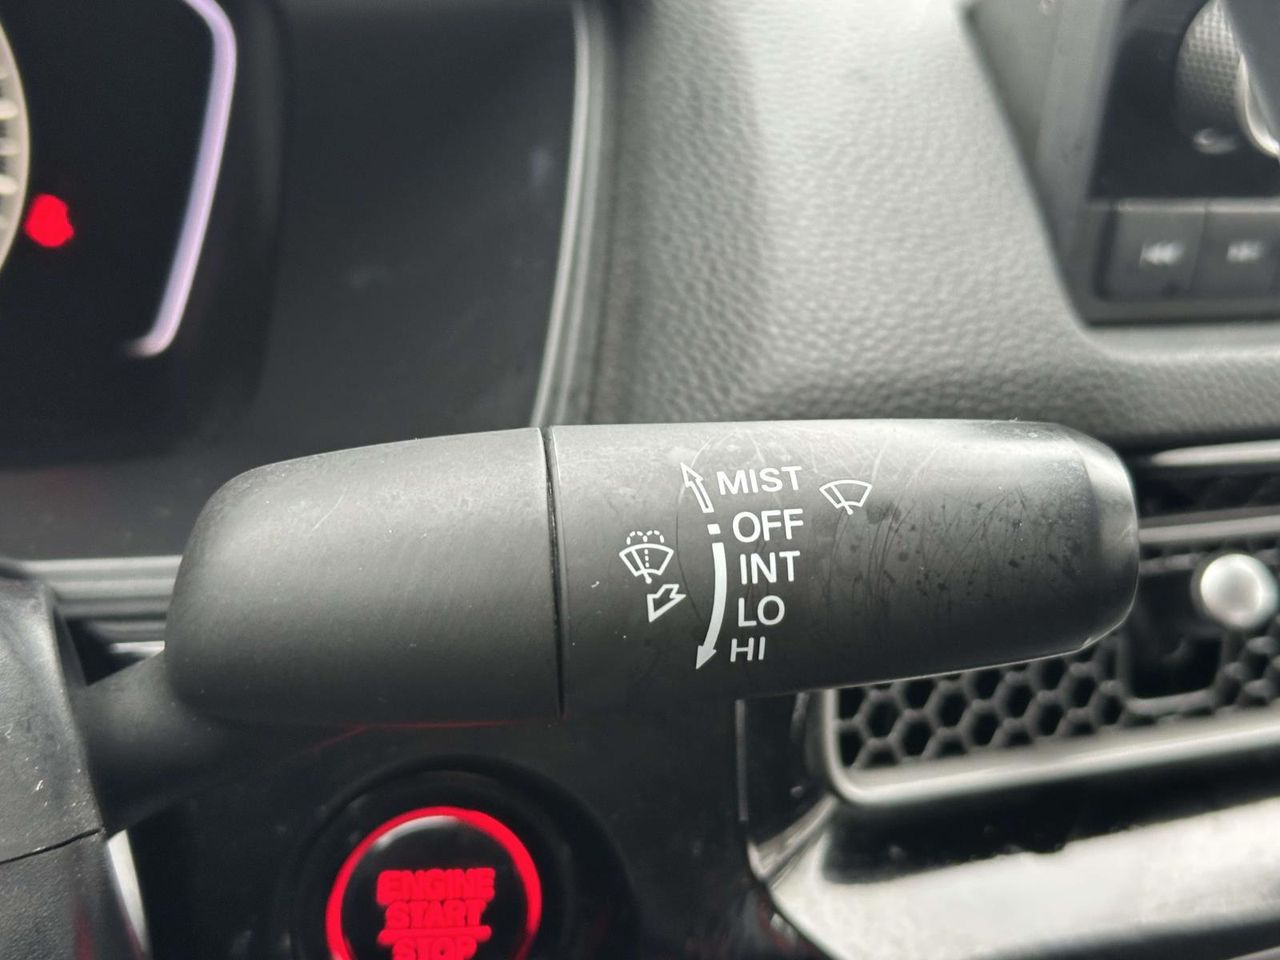 MIST
OFF
INT
LO
HI
ENGINE
START
STOP